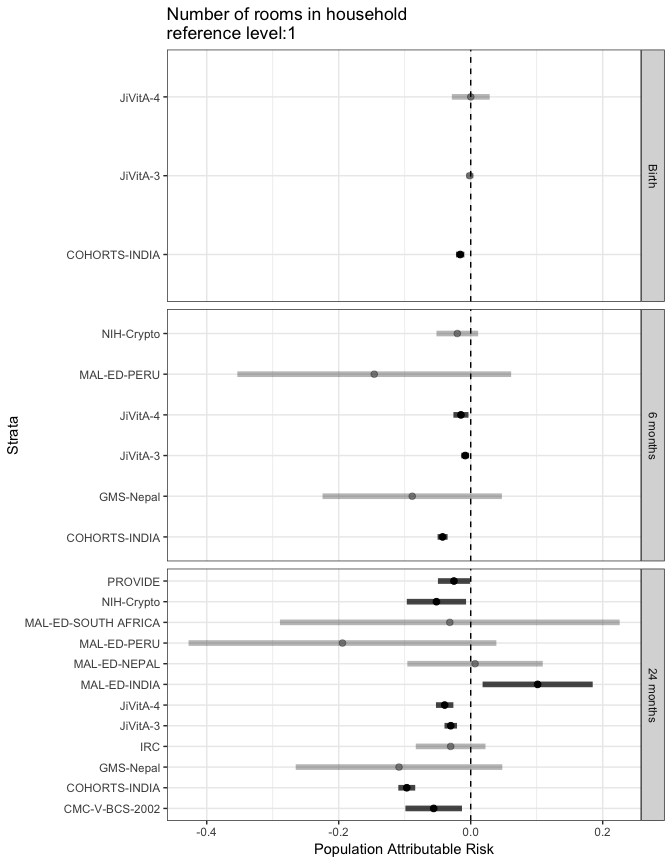 Number of rooms in household
reference level:1
Strata
JiVitA-4
JiVitA-3
COHORTS-INDIA
Birth
NIH-Crypto
MAL-ED-PERU
JiVitA-4
JiVitA-3
GMS-Nepal
COHORTS-INDIA
6 months
PROVIDE
NIH-Crypto
MAL-ED-SOUTH AFRICA
MAL-ED-PERU
MAL-ED-NEPAL
MAL-ED-INDIA
JiVitA-4
JiVitA-3
IRC
GMS-Nepal
COHORTS-INDIA
CMC-V-BCS-2002
24 months
-0.4 -0.2 0.0 0.2
Population Attributable Risk